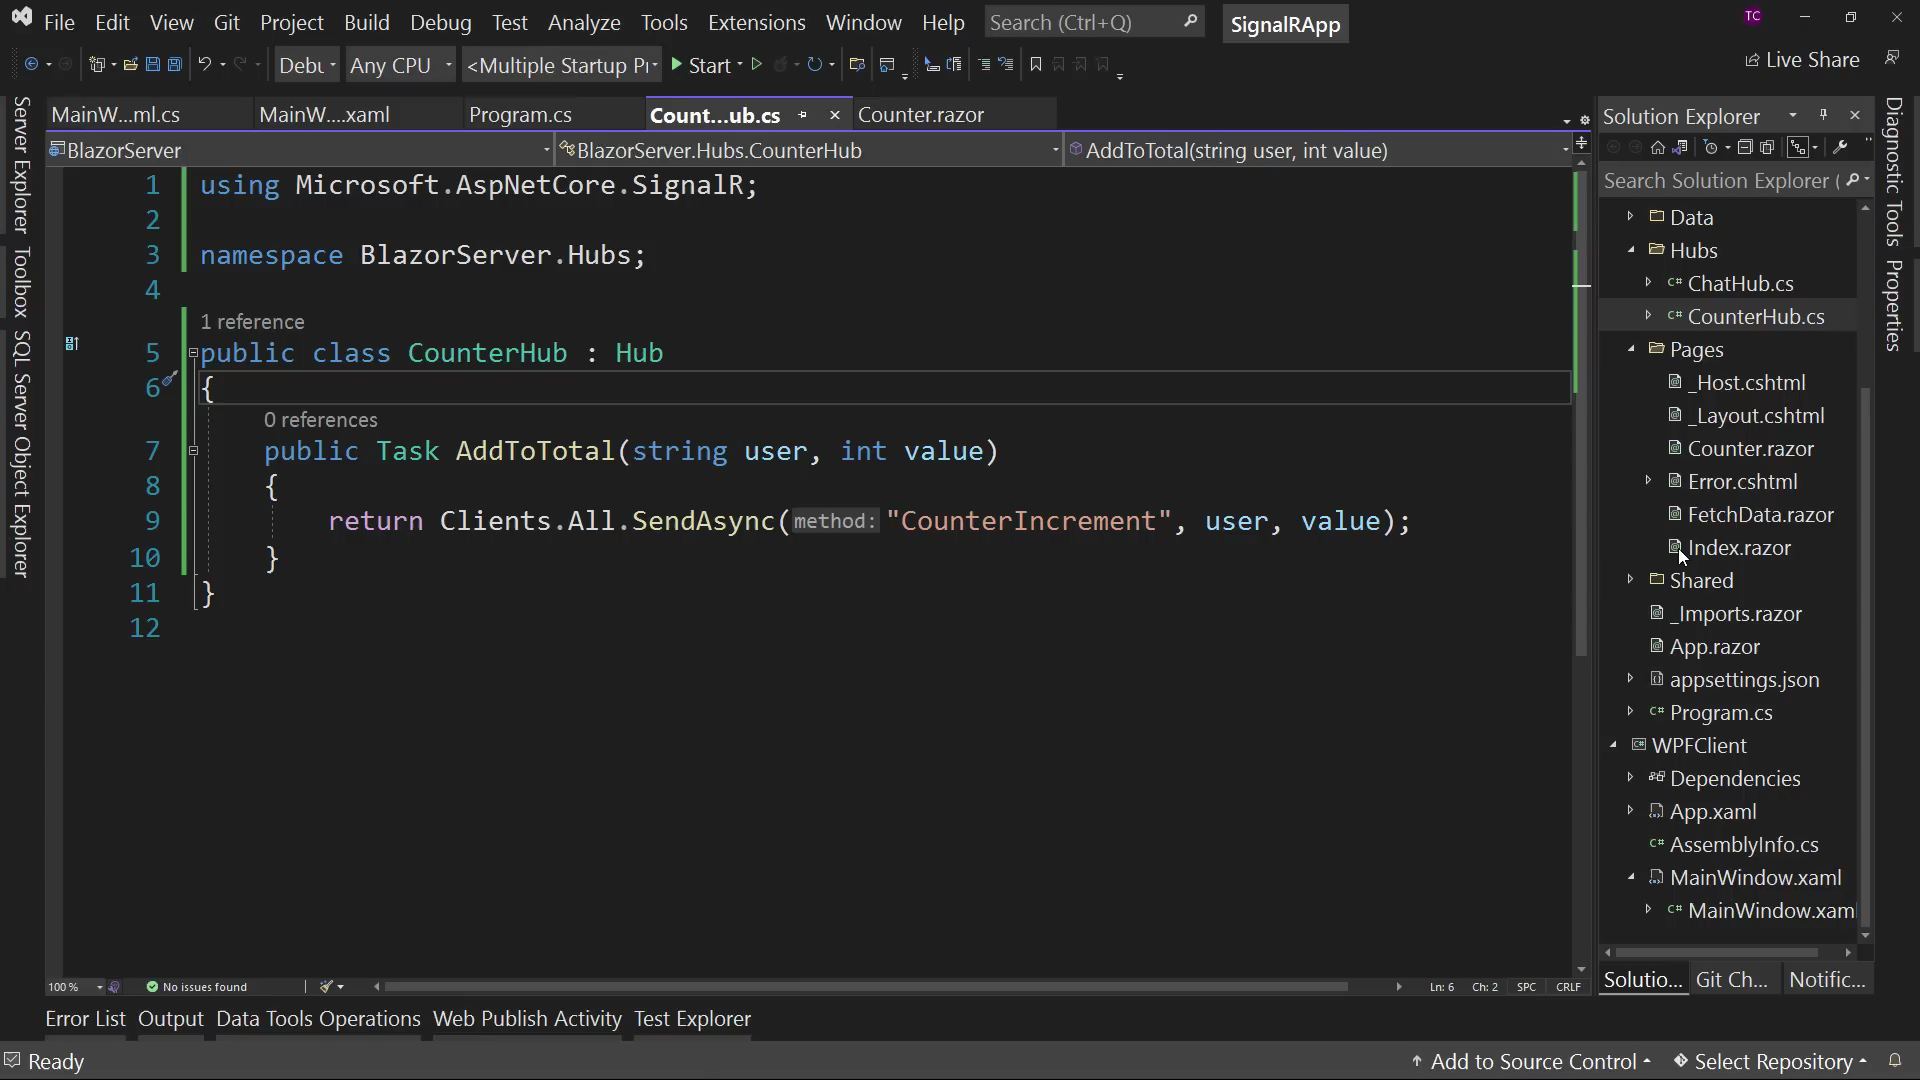 File Edit View Git Project Build Debug Test Analyze Tools Extensions Window Help Search (Ctrl+Q) SignalRApp TC
Debu Any CPU <Multiple Startup Pr Start Live Share
MainW...ml.cs MainW....xaml Program.cs Count...ub.cs Counter.razor
BlazorServer BlazorServer.Hubs.CounterHub AddToTotal(string user, int value)
Server Explorer
Toolbox
SQL Server Object Explorer
1 using Microsoft.AspNetCore.SignalR;
2
3 namespace BlazorServer.Hubs;
4
1 reference
5 public class CounterHub : Hub
6 {
0 references
7 public Task AddToTotal(string user, int value)
8 {
9 return Clients.All.SendAsync(method: "CounterIncrement", user, value);
10 }
11 }
12
100 % No issues found Ln: 6 Ch: 2 SPC CRLF
Solution Explorer
Search Solution Explorer (
Data
Hubs
C# ChatHub.cs
C# CounterHub.cs
Pages
_Host.cshtml
_Layout.cshtml
Counter.razor
Error.cshtml
FetchData.razor
Index.razor
Shared
_Imports.razor
App.razor
appsettings.json
C# Program.cs
C# WPFClient
Dependencies
App.xaml
C# AssemblyInfo.cs
MainWindow.xaml
C# MainWindow.xaml
Solutio... Git Ch... Notific...
Diagnostic Tools
Properties
Error List Output Data Tools Operations Web Publish Activity Test Explorer
Ready Add to Source Control Select Repository